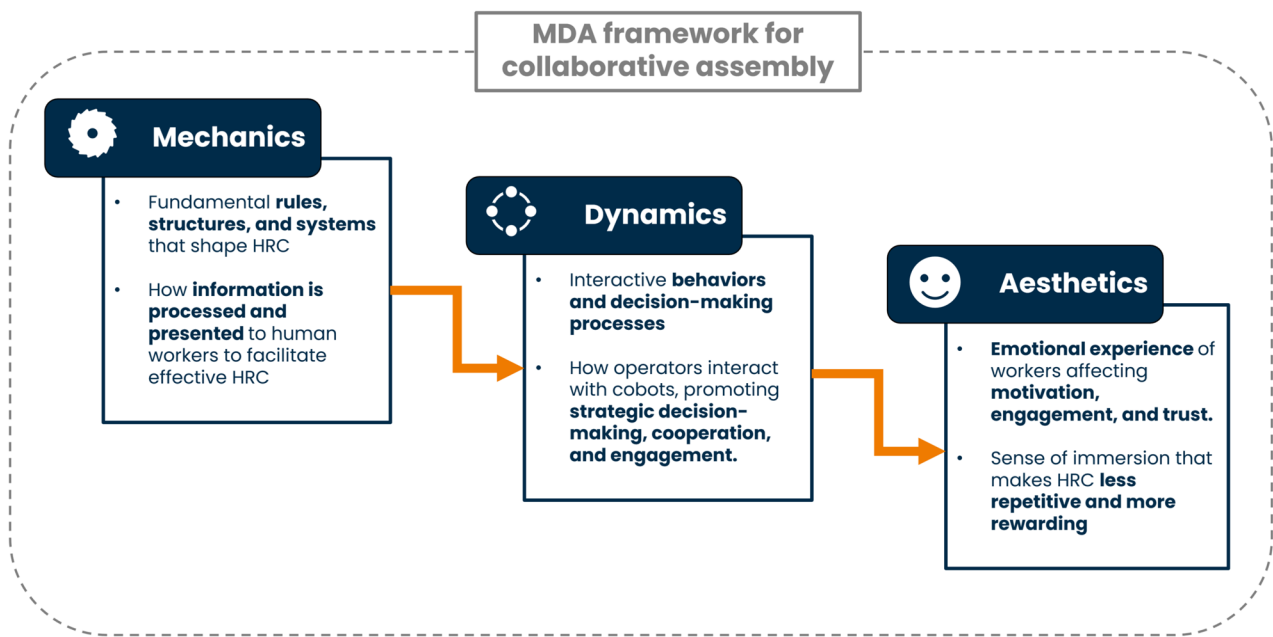 MDA framework for
collaborative assembly
Mechanics
• Fundamental rules,
structures, and systems
that shape HRC
• How information is
processed and
presented to human
workers to facilitate
effective HRC
Dynamics
• Interactive behaviors
and decision-making
processes
• How operators interact
with cobots, promoting
strategic decision-
making, cooperation,
and engagement.
Aesthetics
• Emotional experience of
workers affecting
motivation,
engagement, and trust.
• Sense of immersion that
makes HRC less
repetitive and more
rewarding